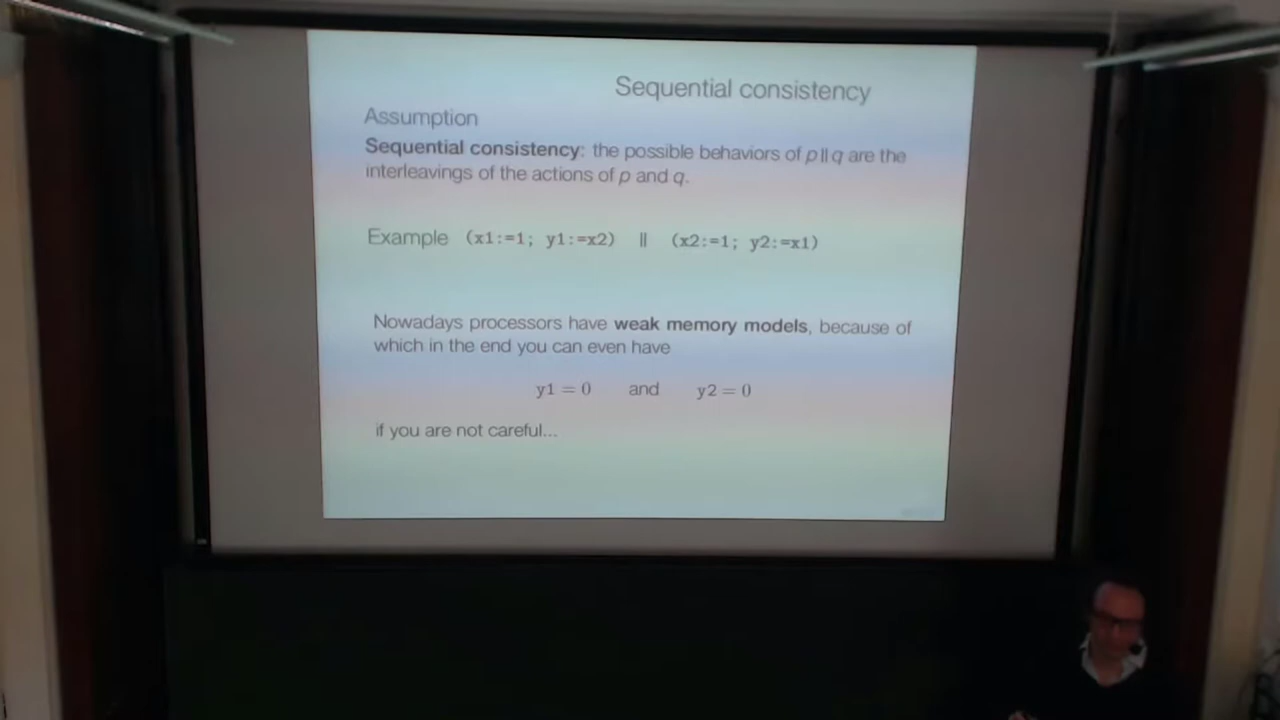 Sequential consistency
Assumption
Sequential consistency: the possible behaviors of p || q are the
interleavings of the actions of p and q.
Example (x1:=1; y1:=x2) || (x2:=1; y2:=x1)
Nowadays processors have weak memory models, because of
which in the end you can even have
y1 = 0 and y2 = 0
if you are not careful...